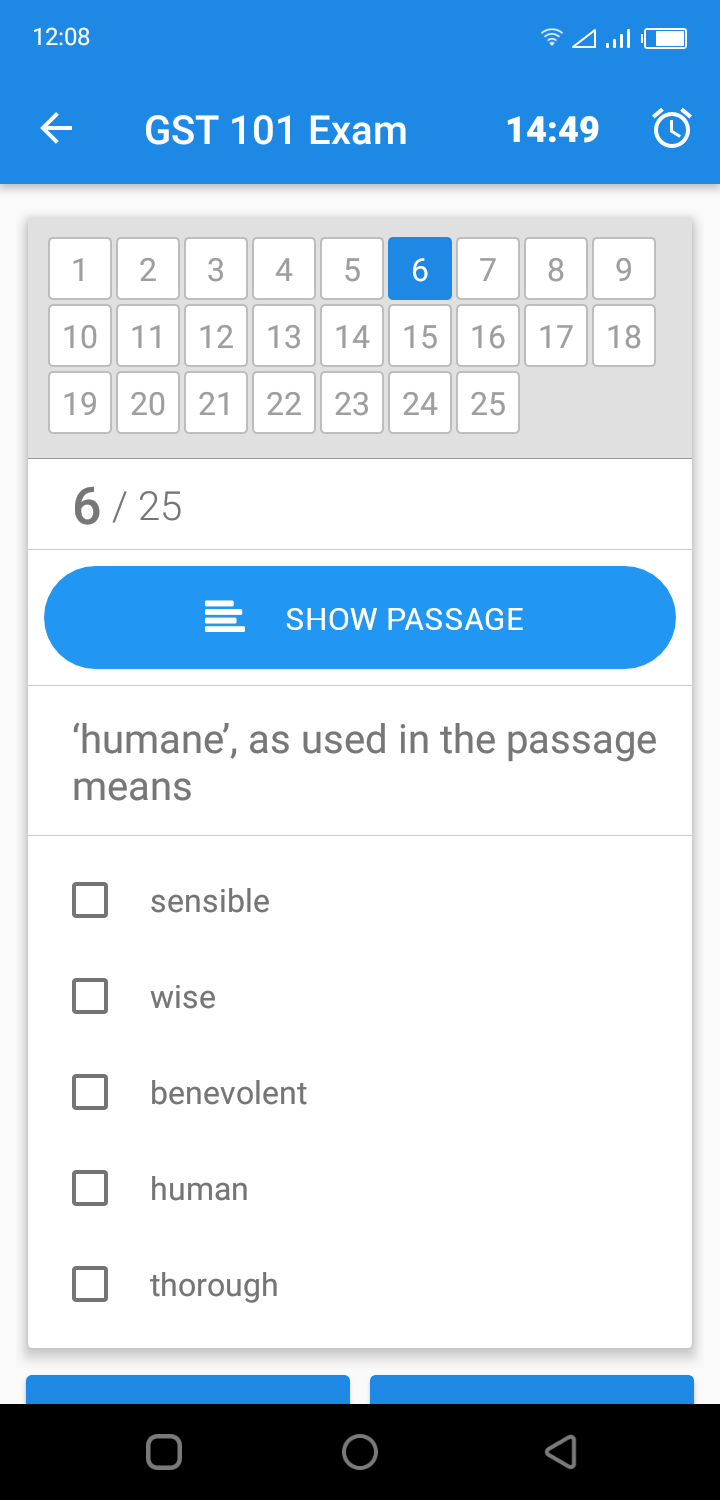 12:08
GST 101 Exam 14:49
1 2 3 4 5 6 7 8 9
10 11 12 13 14 15 16 17 18
19 20 21 22 23 24 25
6 / 25
SHOW PASSAGE
‘humane’, as used in the passage
means
sensible
wise
benevolent
human
thorough